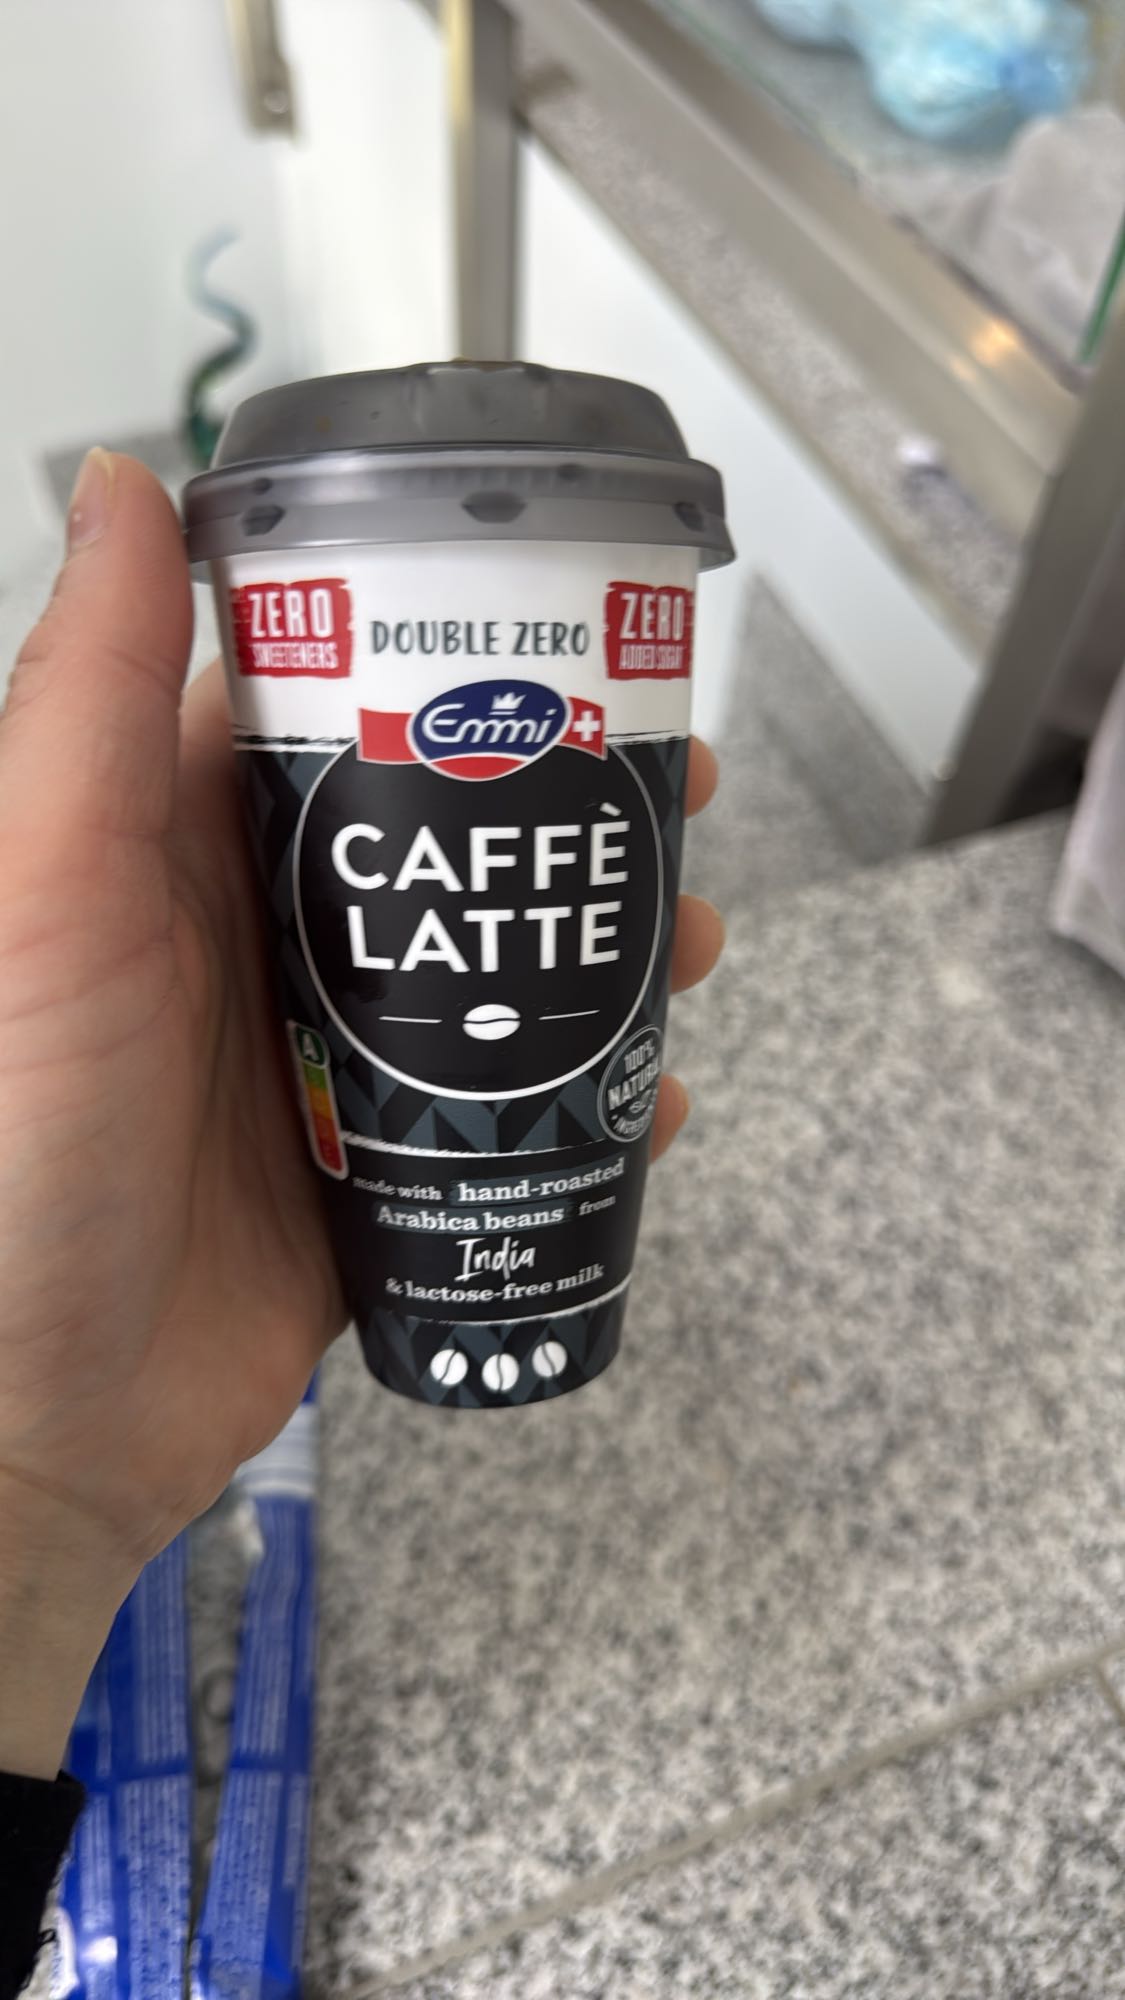 ZERO
SWEETENERS
DOUBLE ZERO
ZERO
ADDED SUGAR
Emmi
CAFFÈ
LATTE
A
100%
NATURAL
made with hand-roasted
Arabica beans from
India
& lactose-free milk